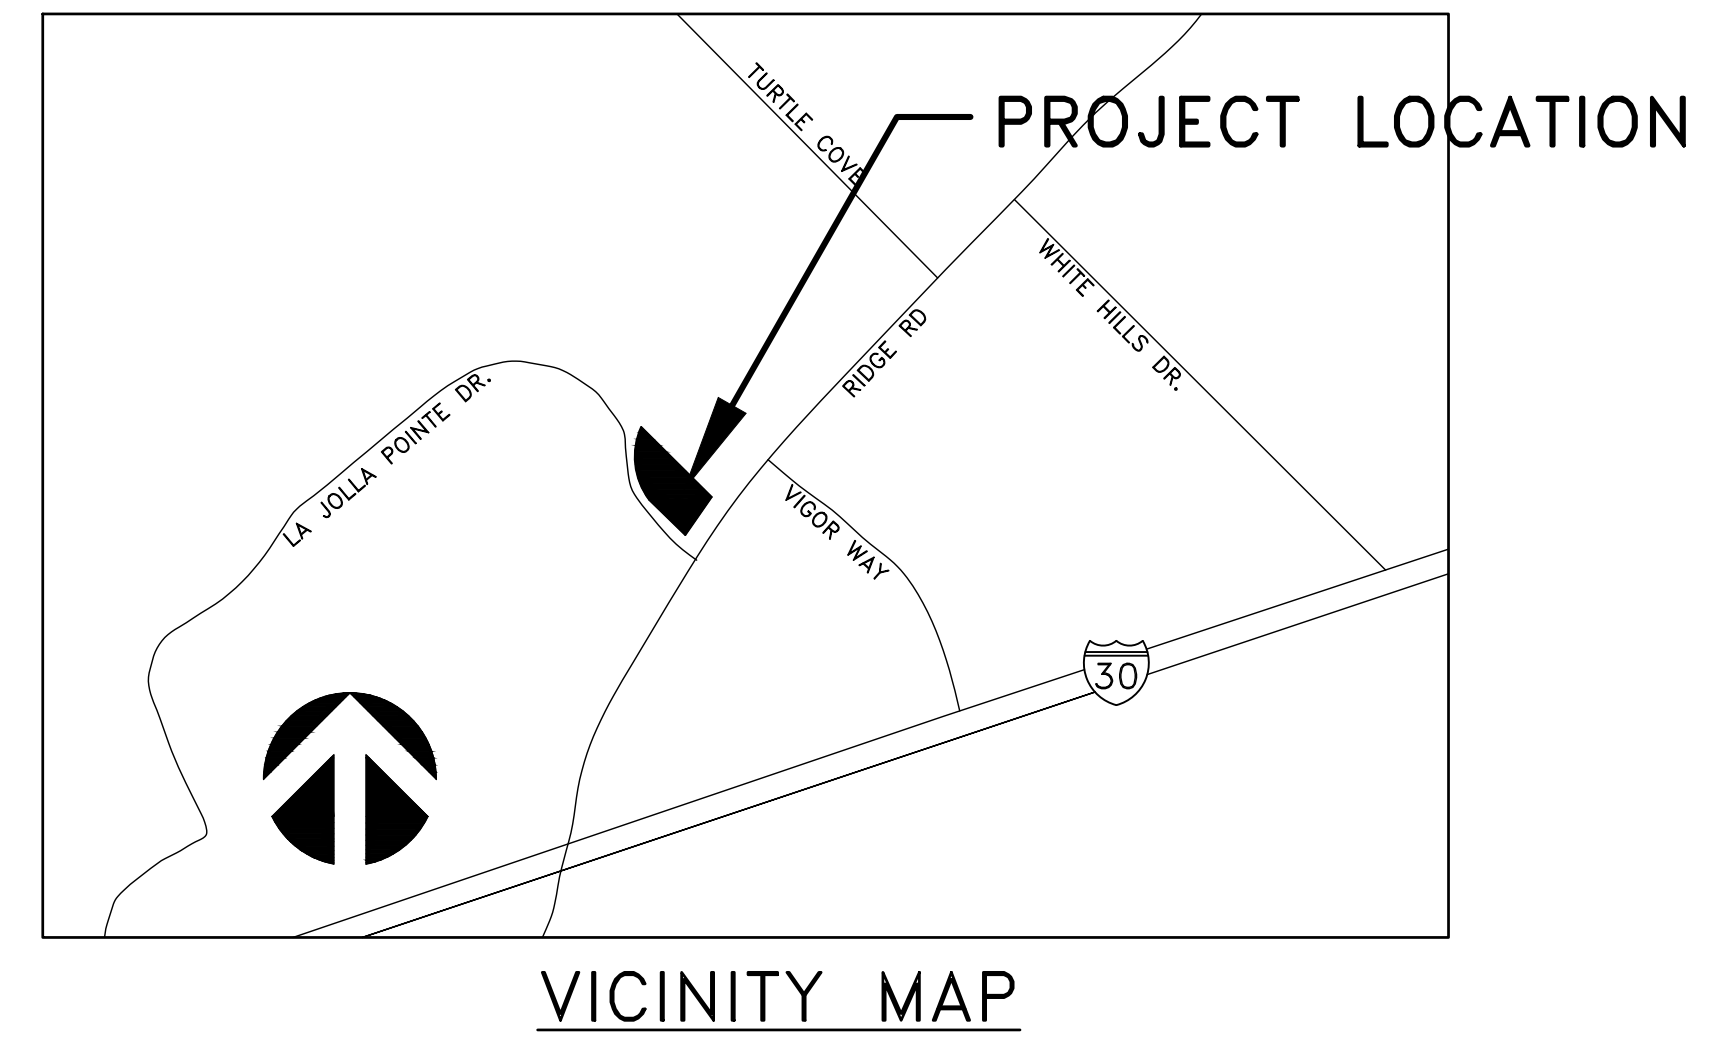 TURTLE COVE
PROJECT LOCATION
WHITE HILLS DR.
RIDGE RD
LA JOLLA POINTE DR.
VIGOR WAY
30
VICINITY MAP